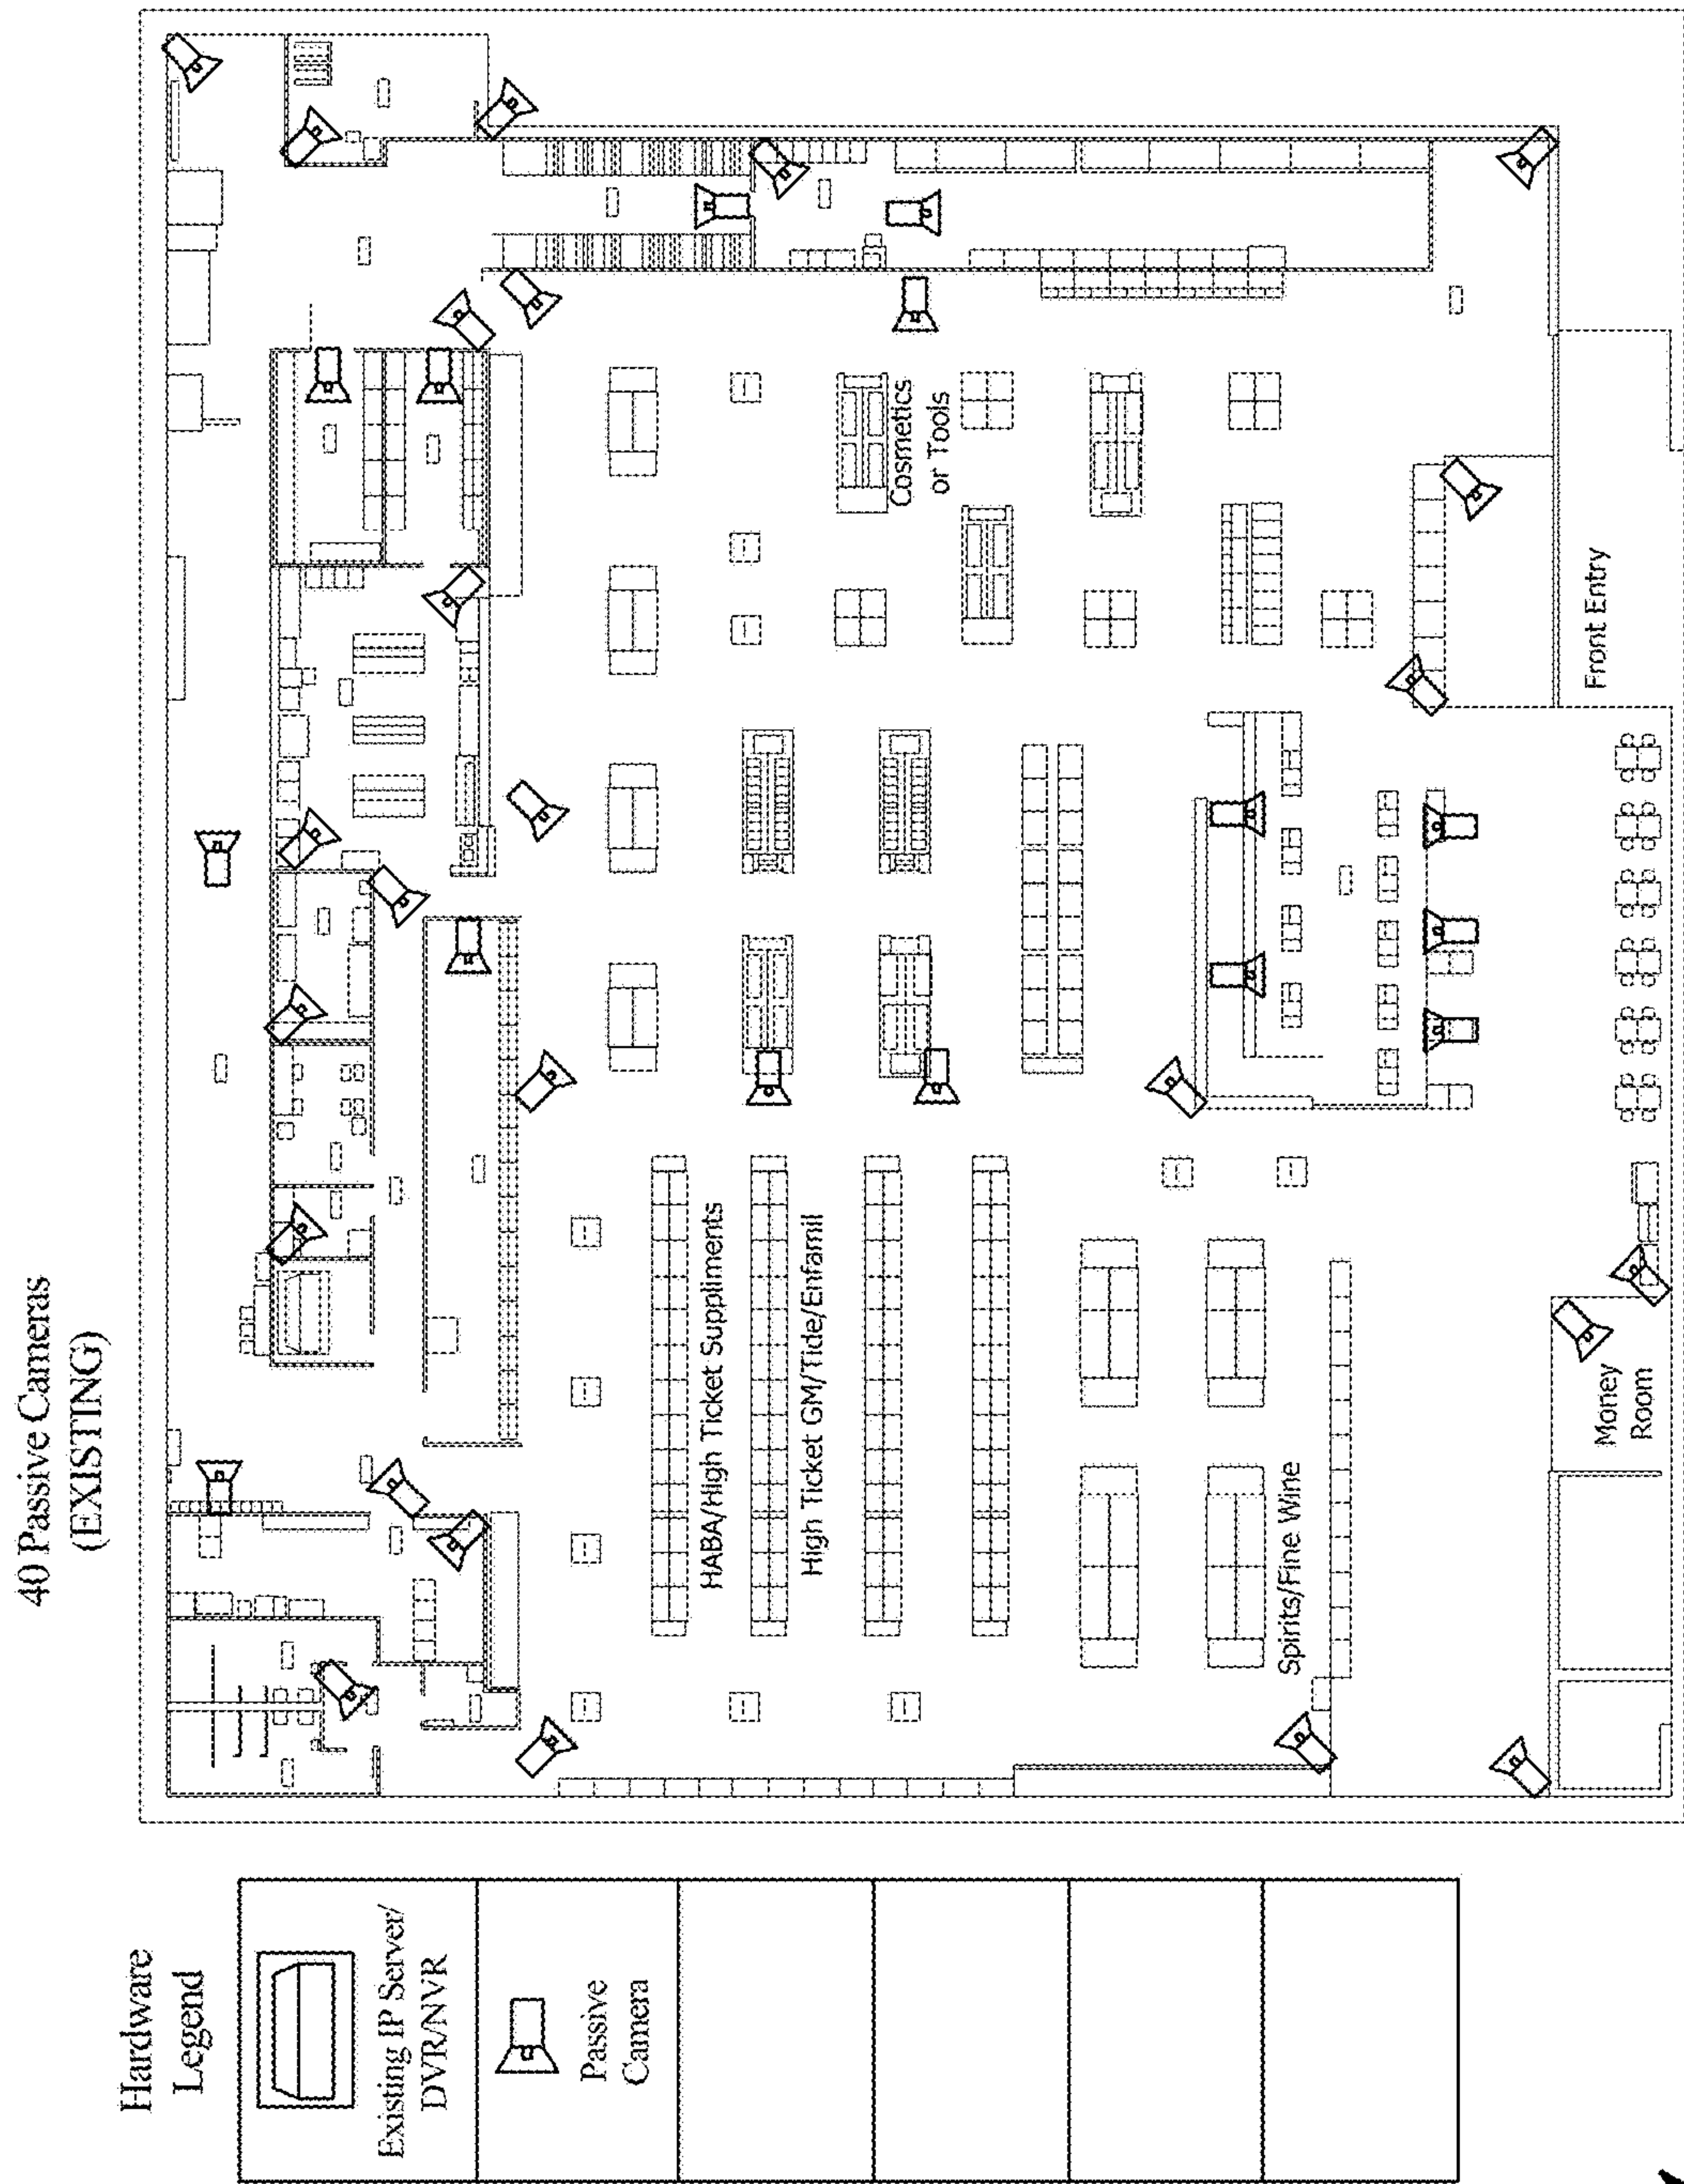 40 Passive Cameras
(EXISTING)
Hardware
Legend
Existing IP Server/
DVR/NVR
Passive
Camera
HABA/High Ticket Suppliments
High Ticket GM/Tide/Enfamil
Spirits/Fine Wine
Cosmetics
or Tools
Money
Room
Front Entry